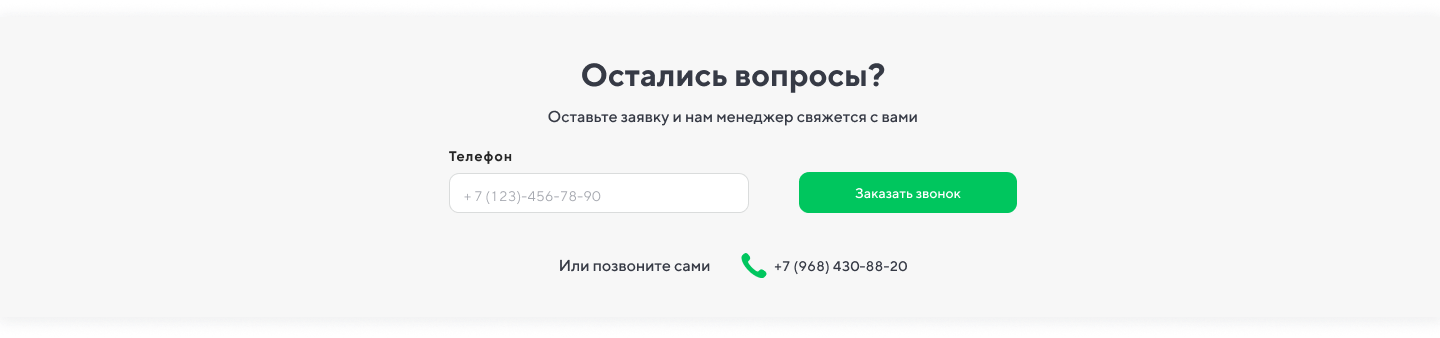 Остались вопросы?
Оставьте заявку и нам менеджер свяжется с вами
Телефон
+ 7 (123)-456-78-90
Заказать звонок
Или позвоните сами
+7 (968) 430-88-20